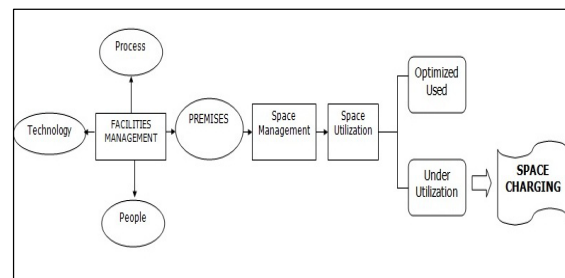 Process
Technology
FACILITIES
MANAGEMENT
People
PREMISES
Space
Management
Space
Utilization
Optimized
Used
Under
Utilization
SPACE
CHARGING